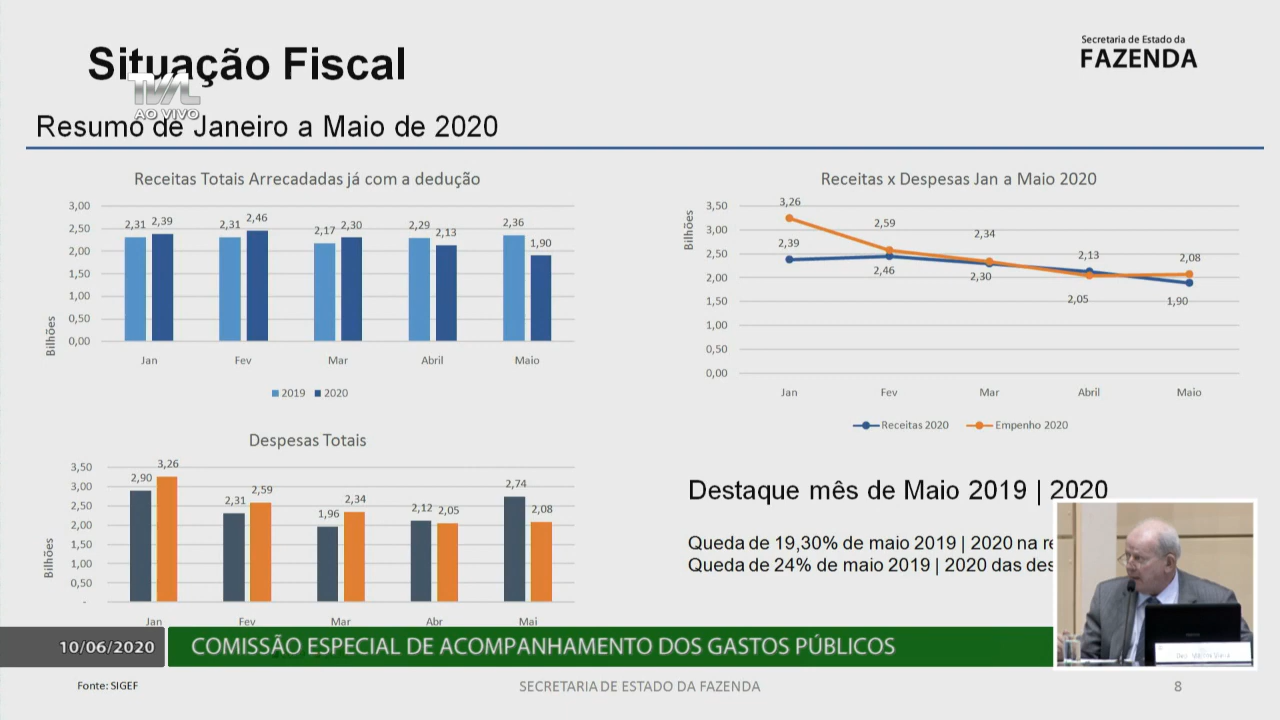 Situação Fiscal
Secretaria de Estado da
FAZENDA
TVAL
AO VIVO
Resumo de Janeiro a Maio de 2020
Receitas Totais Arrecadadas já com a dedução
Bilhões
3,00
2,50
2,00
1,50
1,00
0,50
0,00
2,31 2,39
2,31 2,46
2,17 2,30
2,29 2,13
2,36 1,90
Jan Fev Mar Abril Maio
2019 2020
Receitas x Despesas Jan a Maio 2020
Bilhões
3,50
3,00
2,50
2,00
1,50
1,00
0,50
0,00
3,26 2,59 2,34 2,13 2,08
2,39 2,46 2,30 2,05 1,90
Jan Fev Mar Abril Maio
Receitas 2020 Empenho 2020
Despesas Totais
Bilhões
3,50
3,00
2,50
2,00
1,50
1,00
0,50
-
2,90 3,26
2,31 2,59
1,96 2,34
2,12 2,05
2,74 2,08
Jan Fev Mar Abr Mai
Destaque mês de Maio 2019 | 2020
Queda de 19,30% de maio 2019 | 2020 na re
Queda de 24% de maio 2019 | 2020 das des
10/06/2020
COMISSÃO ESPECIAL DE ACOMPANHAMENTO DOS GASTOS PÚBLICOS
Fonte: SIGEF
SECRETARIA DE ESTADO DA FAZENDA
8